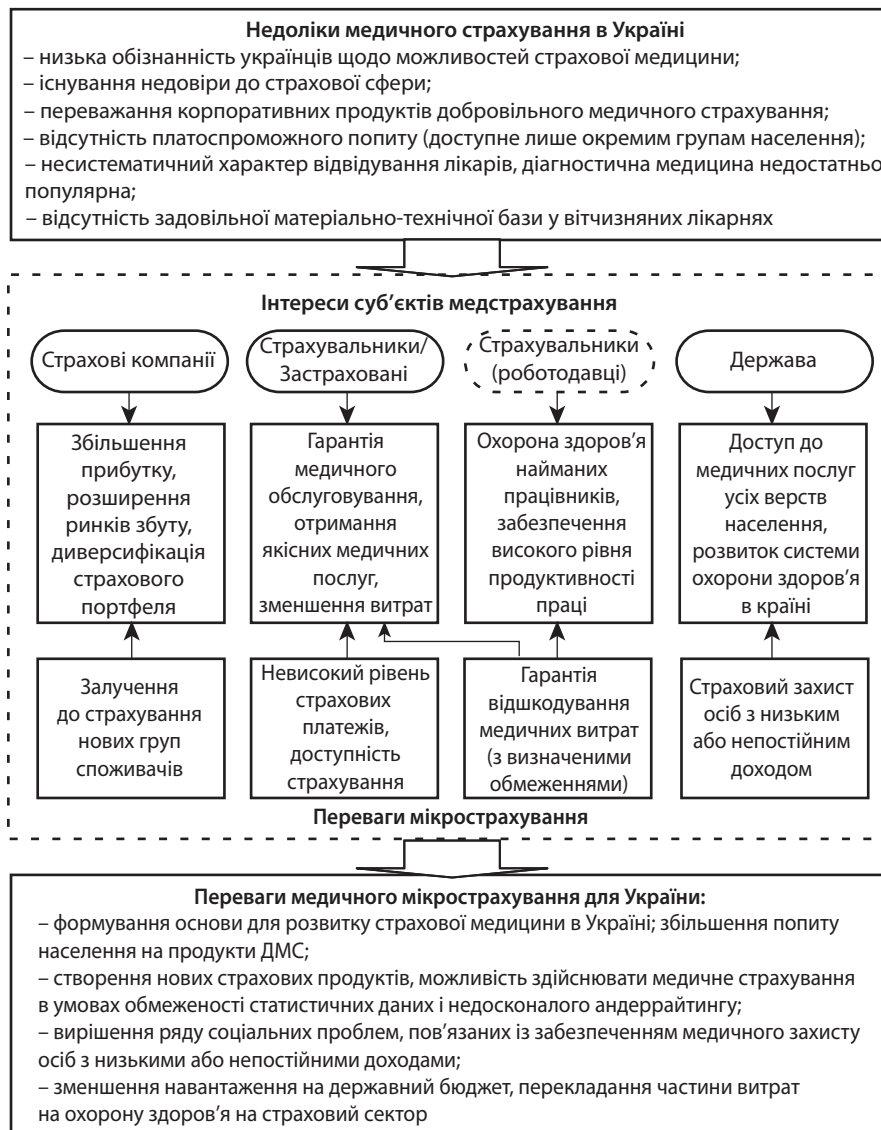 Недоліки медичного страхування в Україні
– низька обізнанність українців щодо можливостей страхової медицини;
– існування недовіри до страхової сфери;
– переважання корпоративних продуктів добровільного медичного страхування;
– відсутність платоспроможного попиту (доступне лише окремим групам населення);
– несистематичний характер відвідування лікарів, діагностична медицина недостатньо
популярна;
– відсутність задовільної матеріально-технічної бази у вітчизняних лікарнях
Інтереси суб’єктів медстрахування
Страхові компанії
Страхувальники/
Застраховані
Страхувальники
(роботодавці)
Держава
Збільшення
прибутку,
розширення
ринків збуту,
диверсифікація
страхового
портфеля
Гарантія
медичного
обслуговування,
отримання
якісних медичних
послуг,
зменшення витрат
Охорона здоров’я
найманих
працівників,
забезпечення
високого рівня
продуктивності
праці
Доступ до
медичних послуг
усіх верств
населення,
розвиток системи
охорони здоров’я
в країні
Залучення
до страхування
нових груп
споживачів
Невисокий рівень
страхових
платежів,
доступність
страхування
Гарантія
відшкодування
медичних витрат
(з визначеними
обмеженнями)
Страховий захист
осіб з низьким
або непостійним
доходом
Переваги мікрострахування
Переваги медичного мікрострахування для України:
– формування основи для розвитку страхової медицини в Україні; збільшення попиту
населення на продукти ДМС;
– створення нових страхових продуктів, можливість здійснювати медичне страхування
в умовах обмеженості статистичних даних і недосконалого андеррайтингу;
– вирішення ряду соціальних проблем, пов’язаних із забезпеченням медичного захисту
осіб з низькими або непостійними доходами;
– зменшення навантаження на державний бюджет, перекладання частини витрат
на охорону здоров’я на страховий сектор